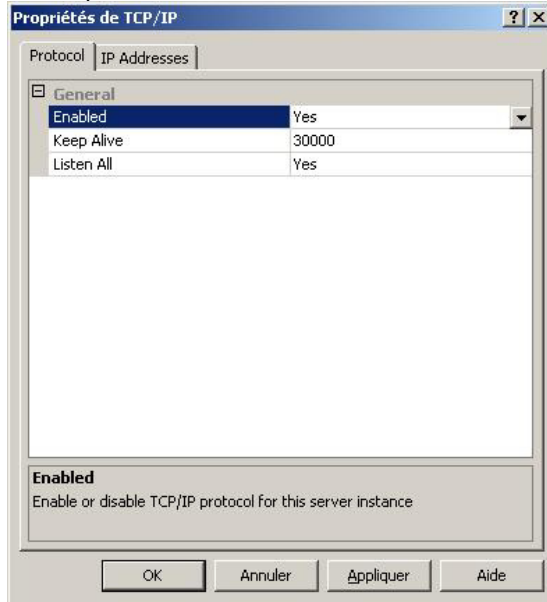 Propriétés de TCP/IP
Protocol IP Addresses
General
Enabled Yes
Keep Alive 30000
Listen All Yes
Enabled
Enable or disable TCP/IP protocol for this server instance
OK Annuler Appliquer Aide